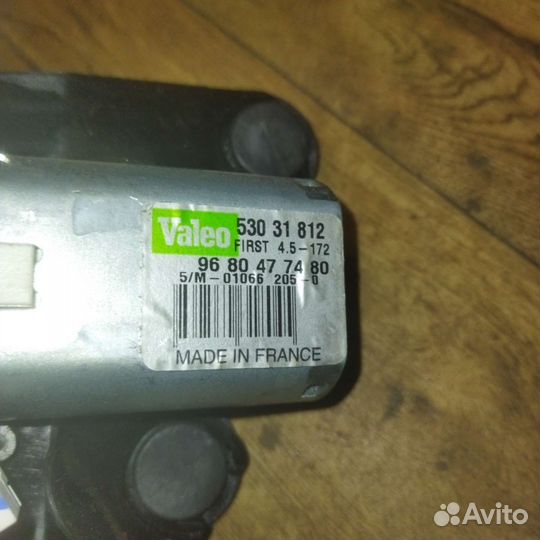 Valeo 530 31 812
FIRST 4.5-172
96 80 47 74 80
5/M-01066 205-0
MADE IN FRANCE
Avito